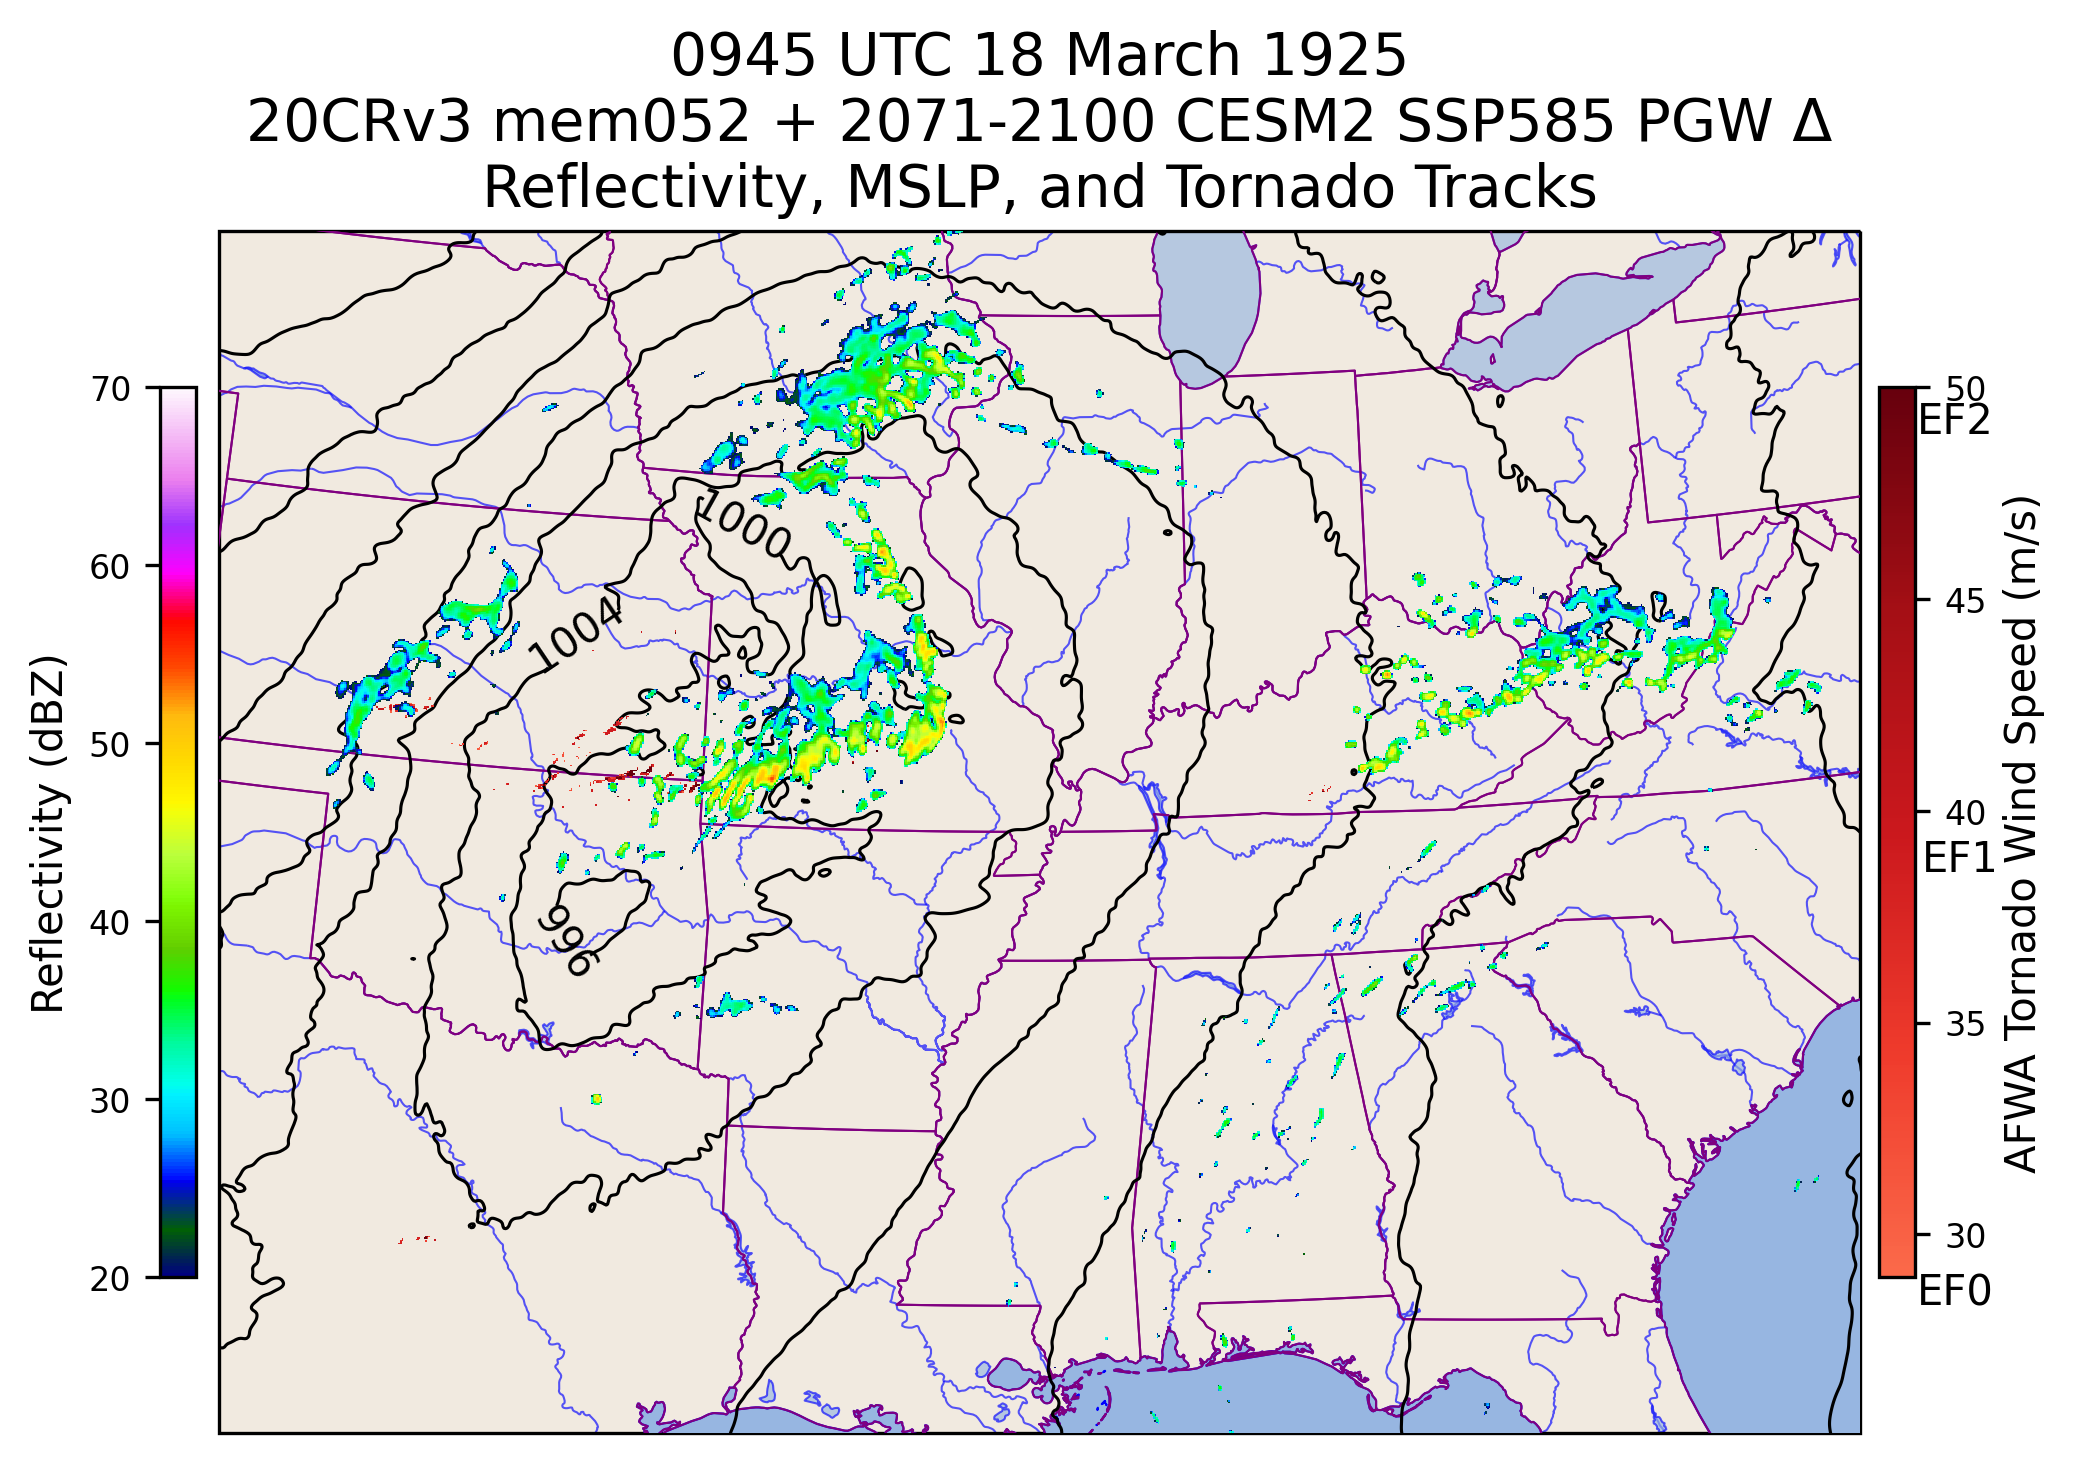 0945 UTC 18 March 1925
20CRv3 mem052 + 2071-2100 CESM2 SSP585 PGW Δ
Reflectivity, MSLP, and Tornado Tracks
70
60
50
40
30
20
Reflectivity (dBZ)
1000
1004
996
50
EF2
45
40
EF1
35
30
EF0
AFWA Tornado Wind Speed (m/s)